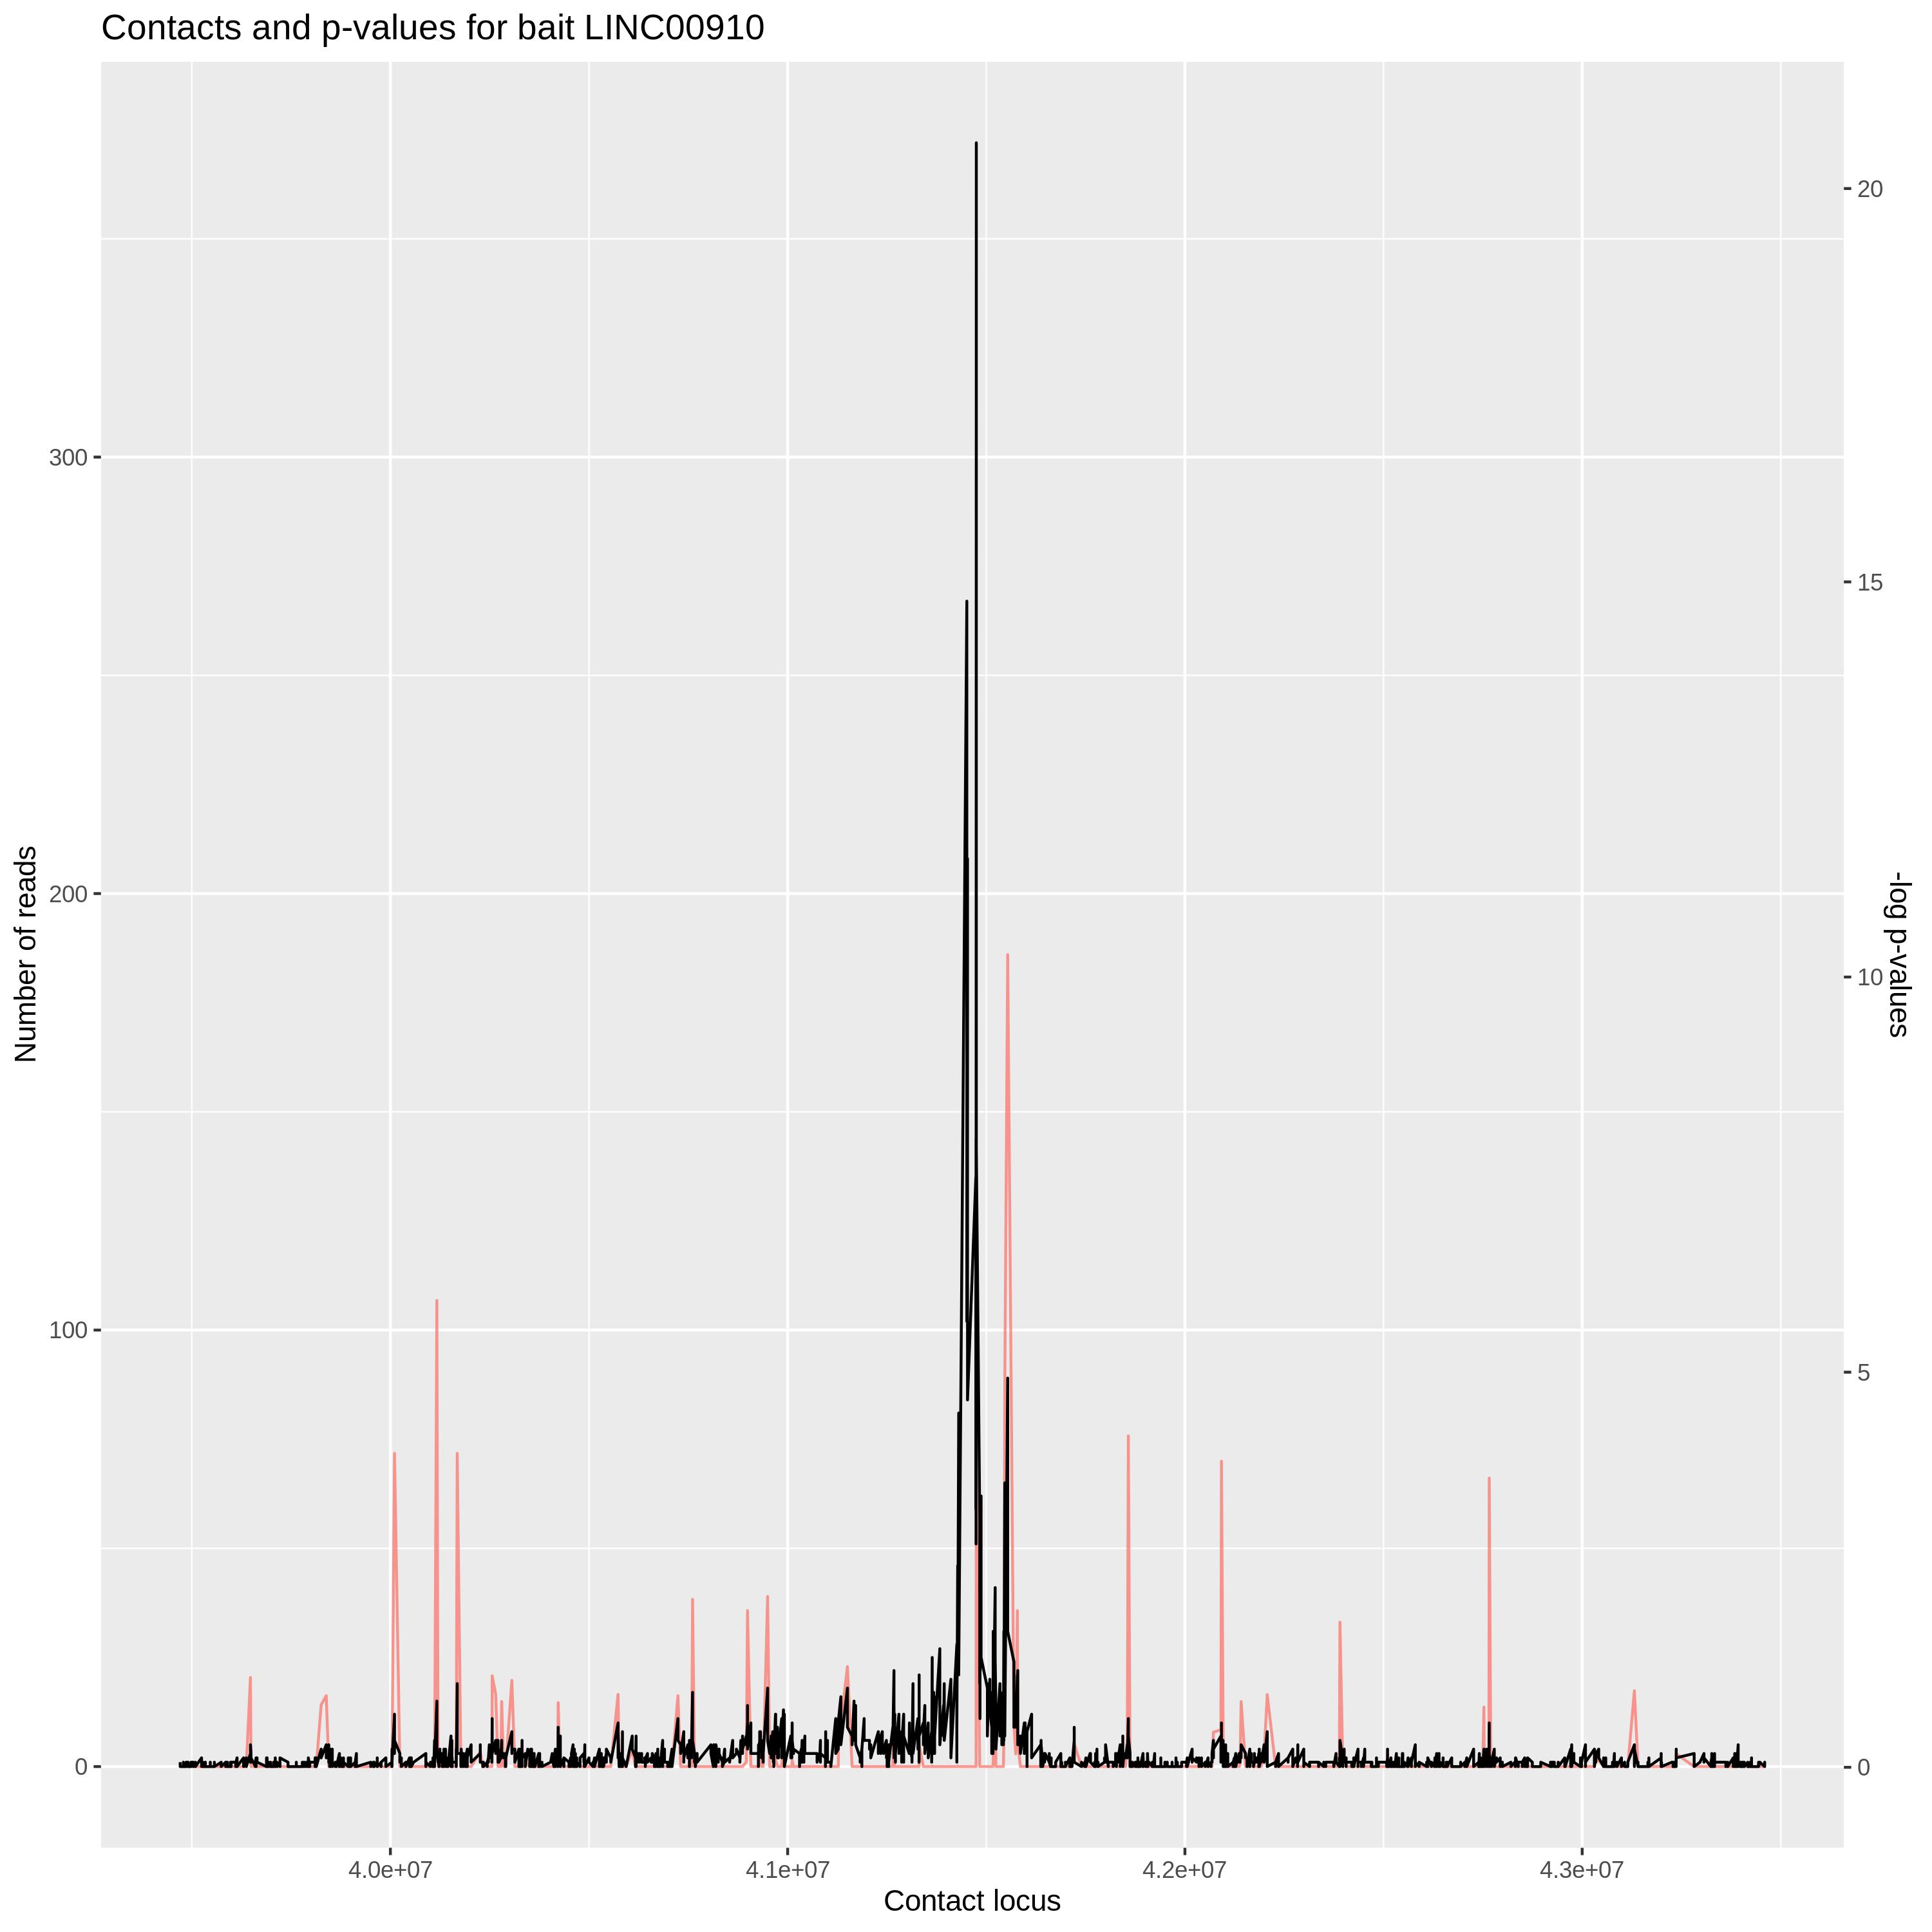 Contacts and p-values for bait LINC00910
Number of reads
300
200
100
0
20
15
10
5
0
-log p-values
4.0e+07
4.1e+07
4.2e+07
4.3e+07
Contact locus